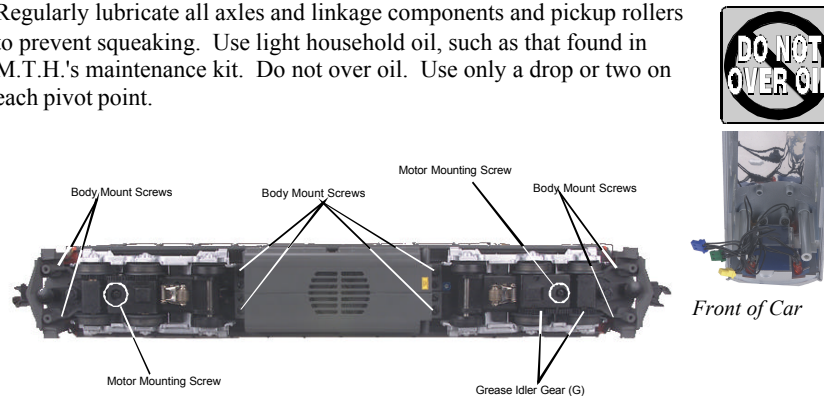 Regularly lubricate all axles and linkage components and pickup rollers
to prevent squeaking.  Use light household oil, such as that found in
M.T.H.'s maintenance kit.  Do not over oil.  Use only a drop or two on
each pivot point.
DO NOT
OVER OIL
Motor Mounting Screw
Body Mount Screws
Body Mount Screws
Body Mount Screws
Front of Car
Motor Mounting Screw
Grease Idler Gear (G)